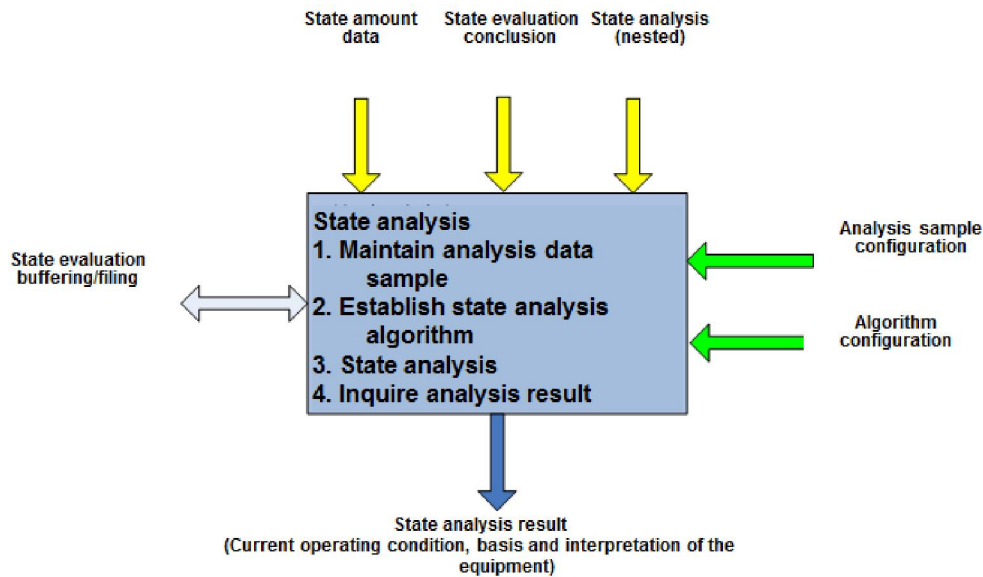 State amount
data
State evaluation
conclusion
State analysis
(nested)
State analysis
1. Maintain analysis data
sample
2. Establish state analysis
algorithm
3. State analysis
4. Inquire analysis result
State evaluation
buffering/filing
Analysis sample
configuration
Algorithm
configuration
State analysis result
(Current operating condition, basis and interpretation of the
equipment)